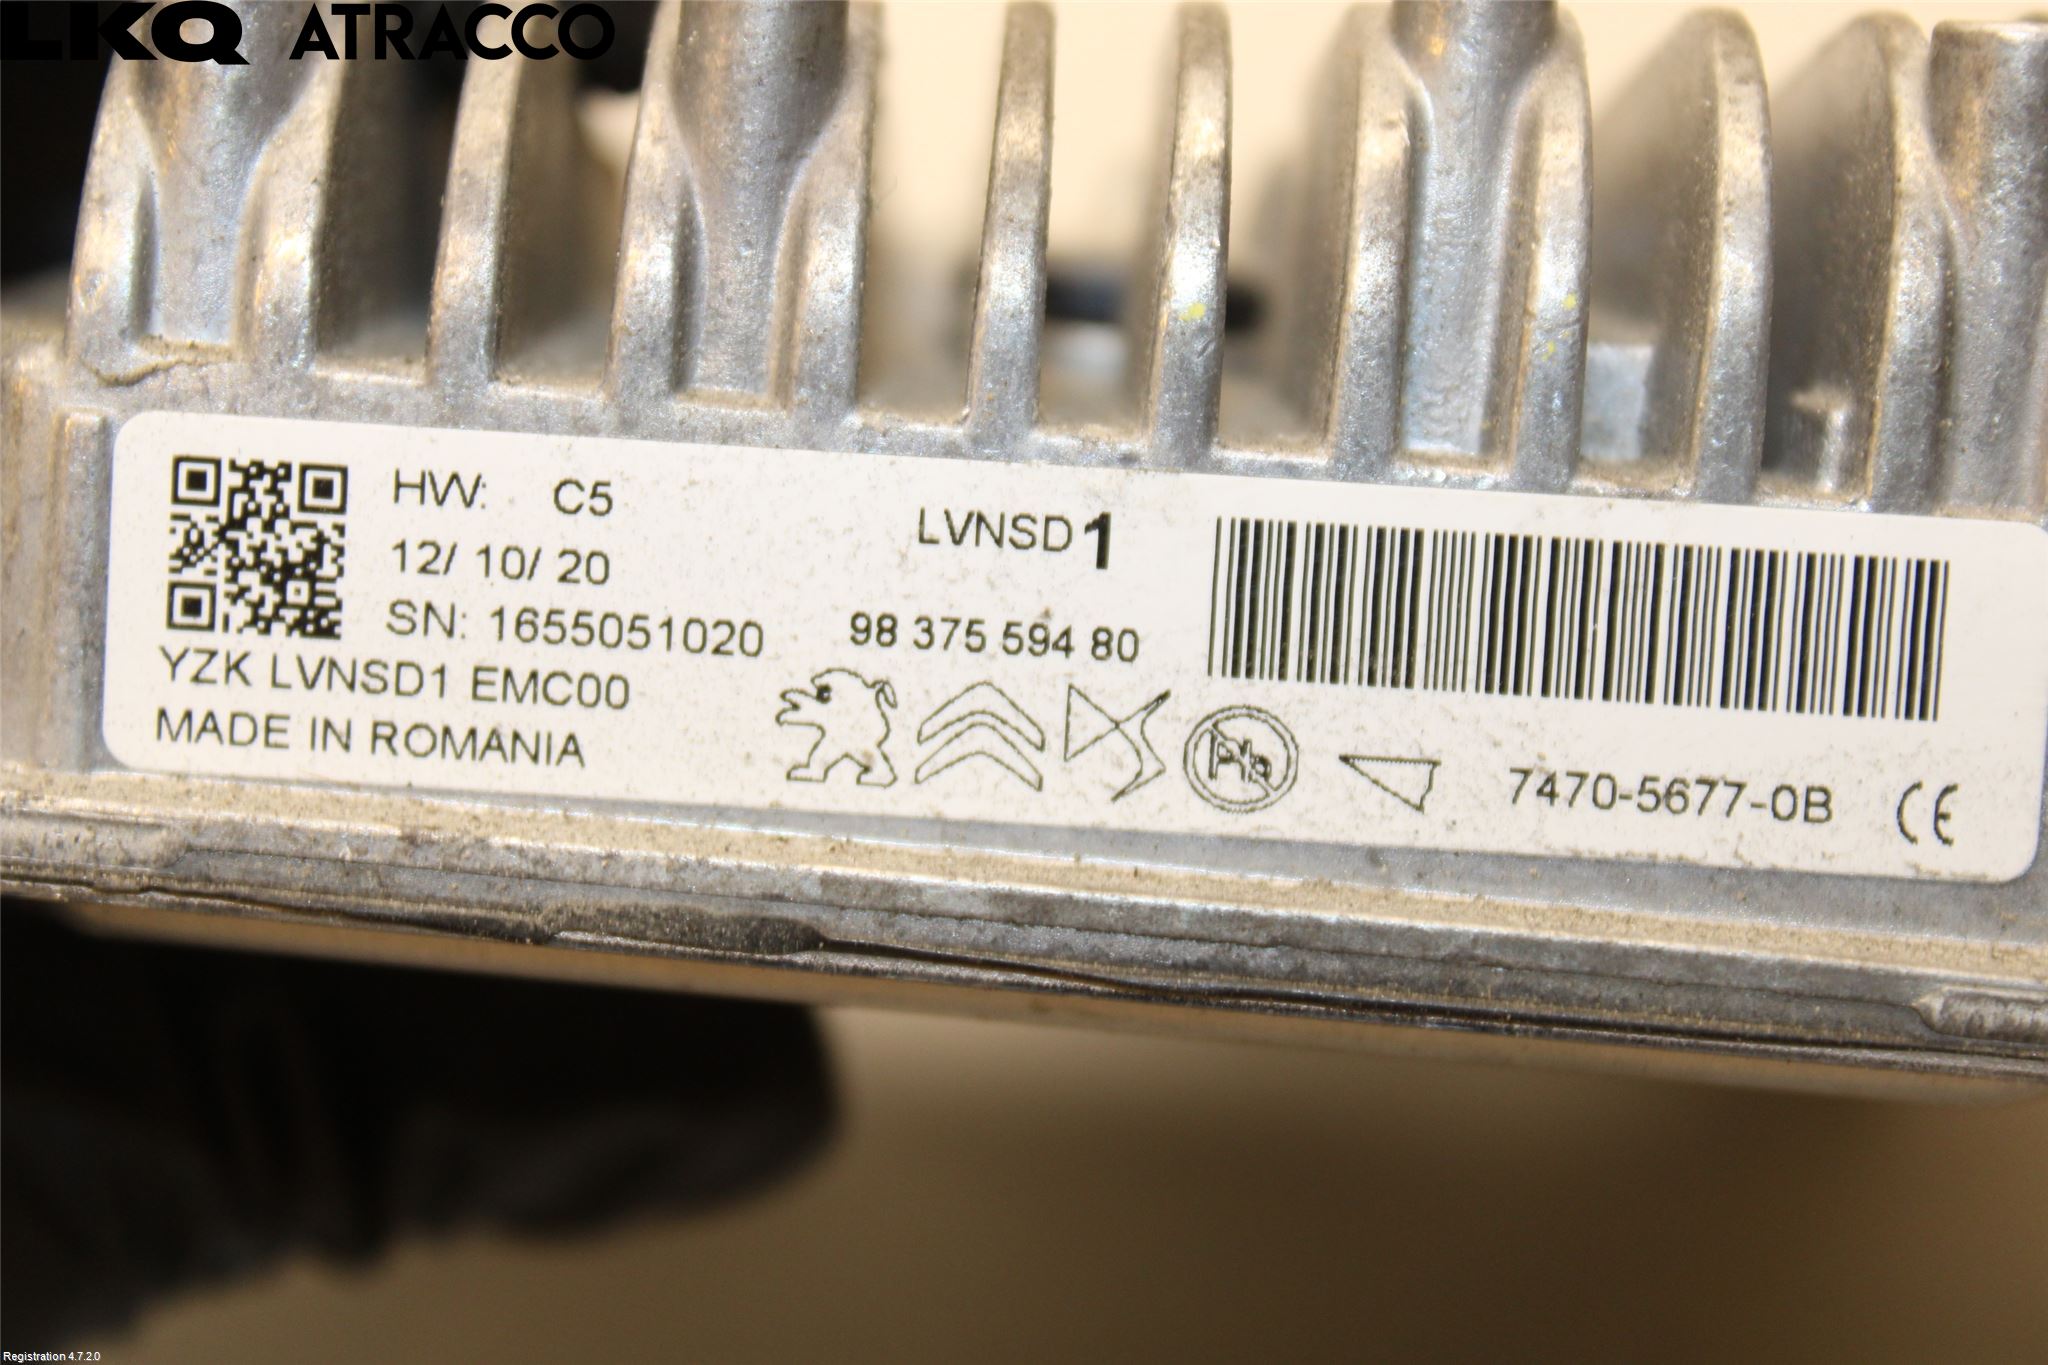 LKQ ATRACCO
HW: C5
12/ 10/ 20
SN: 1655051020
YZK LVNSD1 EMC00
MADE IN ROMANIA
LVNSD1
98 375 594 80
Pb
7470-5677-0B
CE
Registration 4.7.2.0